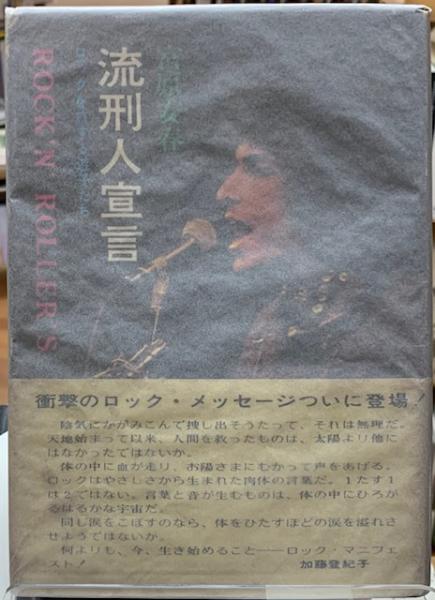 流刑人宣言
ROCK'N ROLLER'S
衝撃のロック・メッセージついに登場!
陰気にかがみこんで捜し出そうたって、それは無理だ。
天地始まって以来、人間を救ったものは、太陽より他に
はなかったではないか。
体の中に血が走り、お陽さまにむかって声をあげる。
ロックはやさしさから生まれた肉体の言葉だ。1たす1
は2ではない。言葉と音が生むものは、体の中にひろが
るはるかな宇宙だ。
同じ涙をこぼすのなら、体をひたすほどの涙を溢れさ
せようではないか。
何よりも、今、生き始めること――ロック・マニフェ
スト!
加藤登紀子